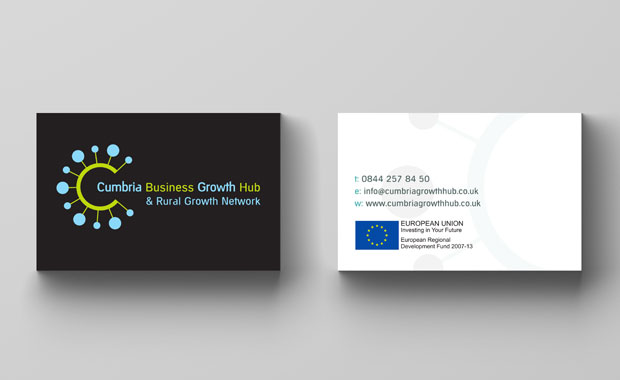 Cumbria Business Growth Hub
& Rural Growth Network
t: 0844 257 84 50
e: info@cumbriagrowthhub.co.uk
w: www.cumbriagrowthhub.co.uk
EUROPEAN UNION
Investing in Your Future
European Regional
Development Fund 2007-13